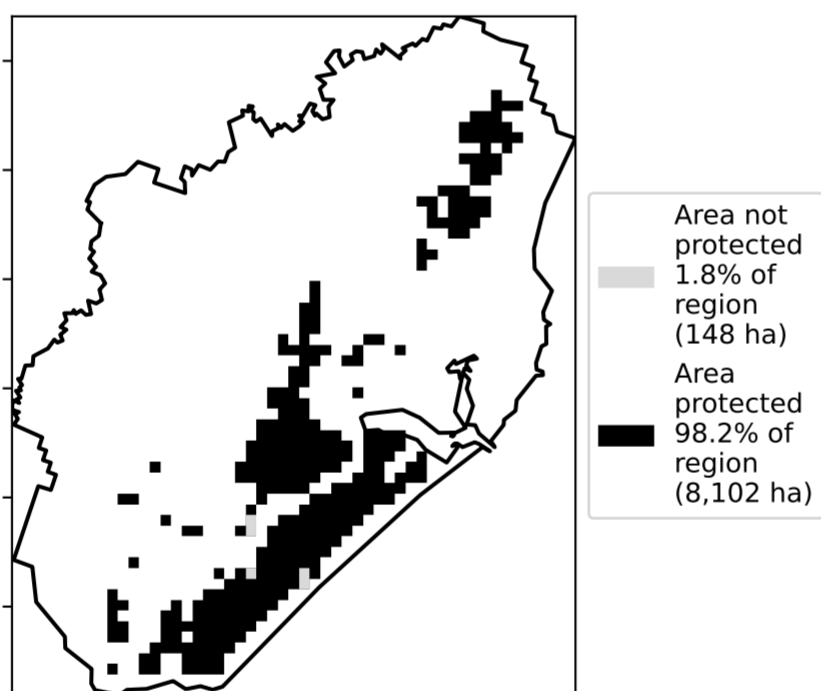 Area not
protected
1.8% of
region
(148 ha)
Area
protected
98.2% of
region
(8,102 ha)